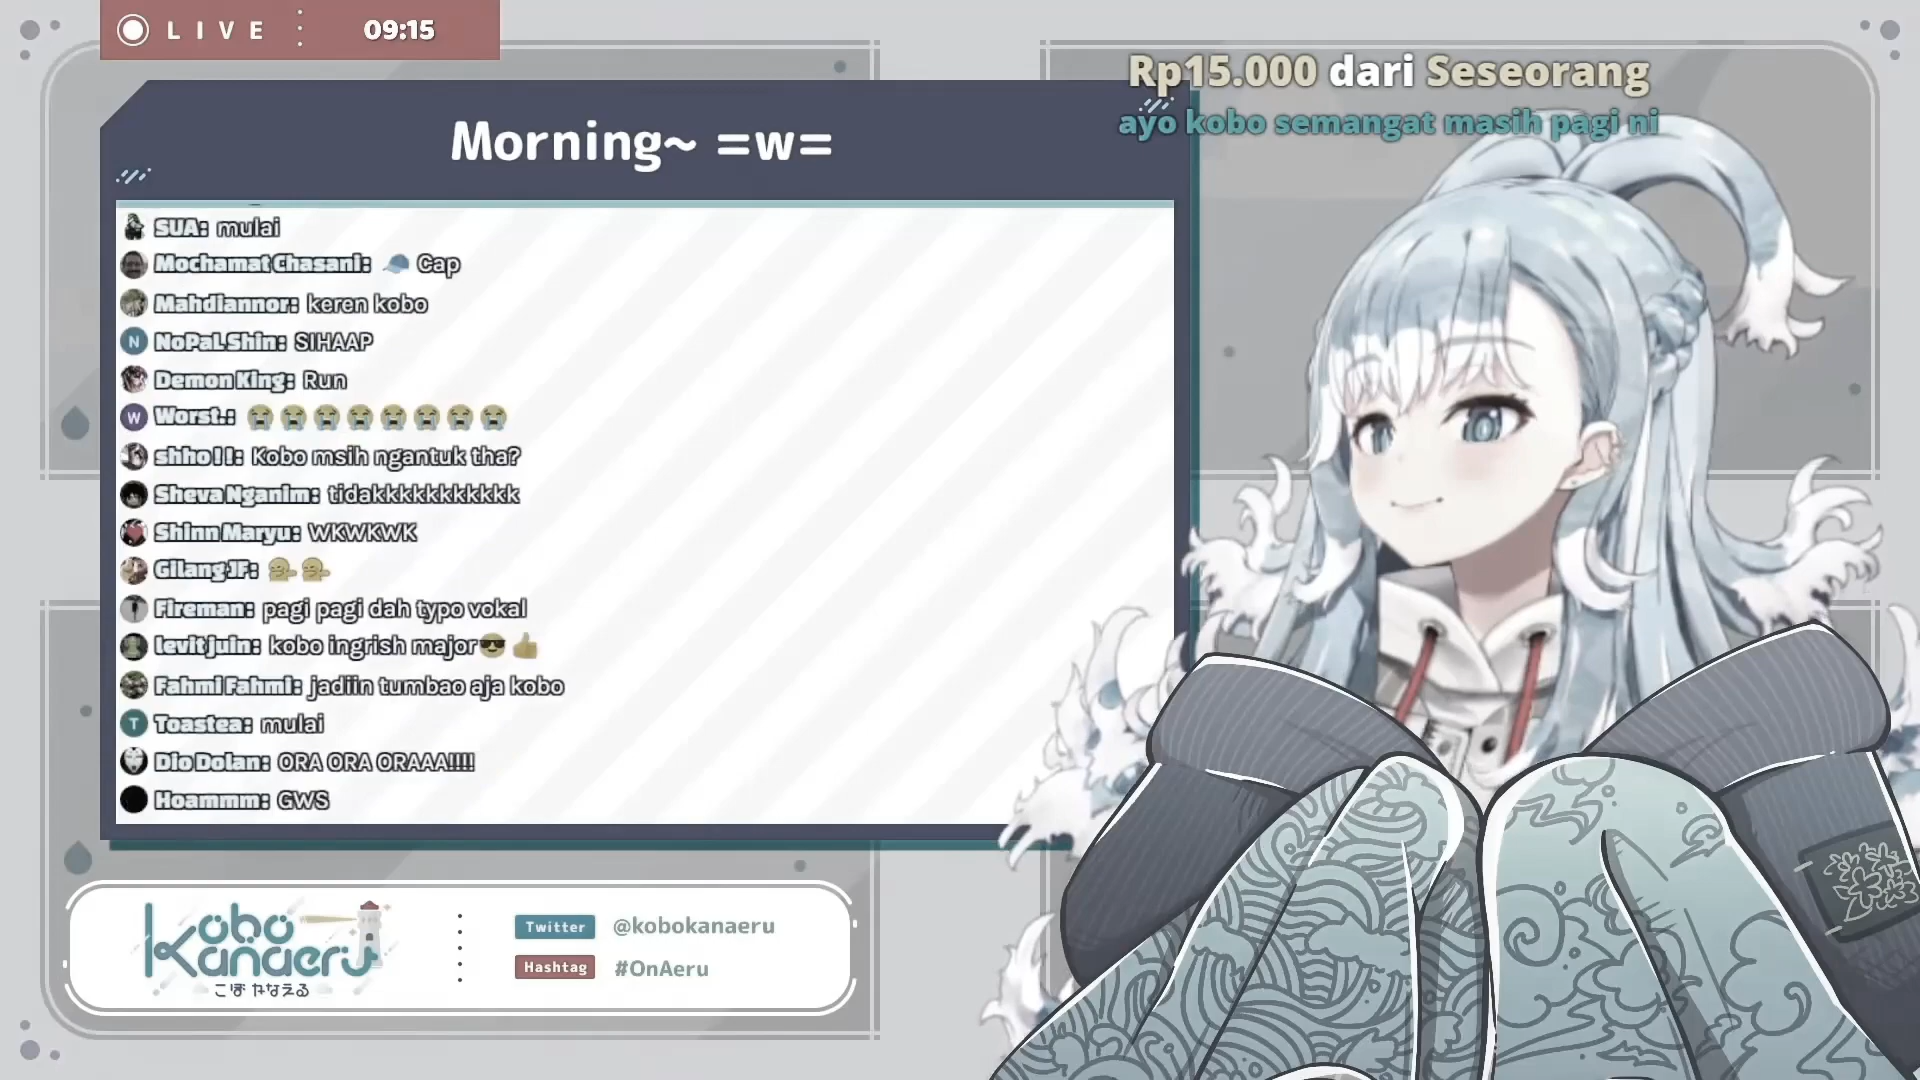 LIVE
09:15
Rp15.000 dari Seseorang
ayo kobo semangat masih pagi ni
Morning~ =w=
SUA: mulai
Mochamat Chasani: 🧢 Cap
Mahdiannor: keren kobo
N NoPaL Shin: SIHAAP
Demon King: Run
W Worst.: 😭😭😭😭😭😭😭😭
shho!!: Kobo msih ngantuk tha?
Sheva Nganim: tidakkkkkkkkkkk
Shinn Maryu: WKWKWK
Gilang JF:
Fireman: pagi pagi dah typo vokal
levit juin: kobo ingrish major😎 👍
Fahmi Fahmi: jadiin tumbao aja kobo
T Toastea: mulai
Dio Dolan: ORA ORA ORAAA!!!!
Hoammm: GWS
Kobo Kanaeru
こぼ かなえる
Twitter @kobokanaeru
Hashtag #OnAeru